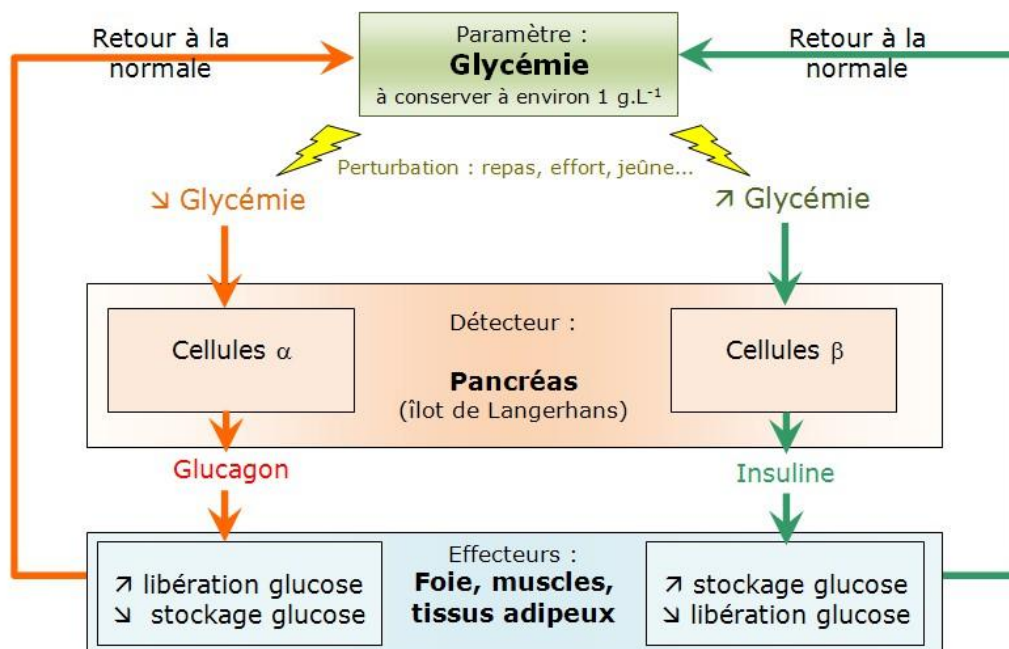 Retour à la
normale
Paramètre :
Glycémie
à conserver à environ 1 g.L⁻¹
Retour à la
normale
Perturbation : repas, effort, jeûne...
↘ Glycémie
↗ Glycémie
Détecteur :
Cellules α
Cellules β
Pancréas
(îlot de Langerhans)
Glucagon
Insuline
Effecteurs :
↗ libération glucose
↘ stockage glucose
Foie, muscles,
tissus adipeux
↗ stockage glucose
↘ libération glucose